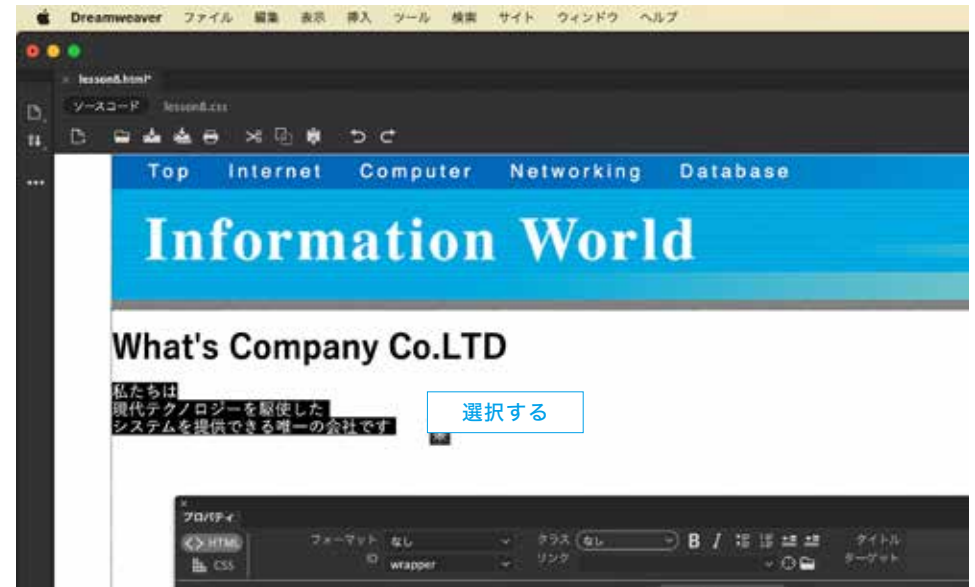 Dreamweaver ファイル 編集 表示 挿入 ツール 検索 サイト ウィンドウ ヘルプ
× lesson8.html*
ソースコード lesson8.css
Top Internet Computer Networking Database
Information World
What's Company Co.LTD
私たちは
現代テクノロジーを駆使した
システムを提供できる唯一の会社です
選択する
×
プロパティ
<> HTML フォーマット なし クラス なし B I タイトル
CSS ID wrapper リンク ターゲット